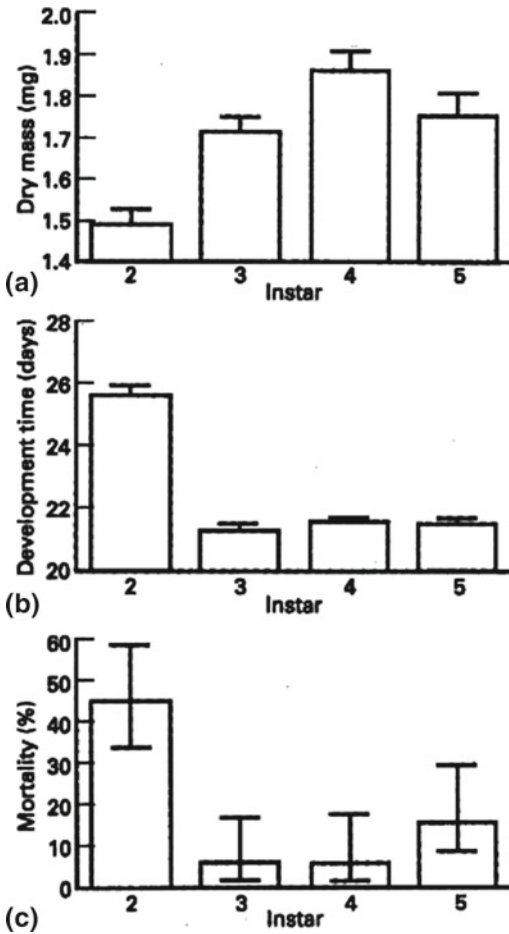 Dry mass (mg)
2.0
1.9
1.8
1.7
1.6
1.5
1.4
2 3 4 5
(a) Instar
Development time (days)
28
26
24
22
20
2 3 4 5
(b) Instar
Mortality (%)
60
50
40
30
20
10
0
2 3 4 5
(c) Instar